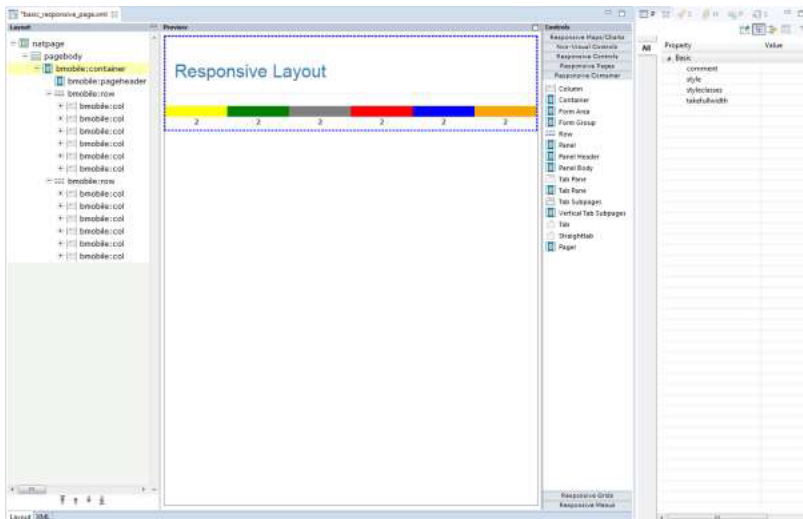 *basic_responsive_page.xml
Layout
natpage
pagebody
bmobile:container
bmobile:pageheader
bmobile:row
bmobile:col
bmobile:col
bmobile:col
bmobile:col
bmobile:col
bmobile:col
bmobile:row
bmobile:col
bmobile:col
bmobile:col
bmobile:col
bmobile:col
bmobile:col
Layout XML
Preview
Responsive Layout
2 2 2 2 2 2
Controls
Responsive Maps/Charts
Non-Visual Controls
Responsive Controls
Responsive Pages
Responsive Container
Column
Container
Form Area
Form Group
Row
Panel
Panel Header
Panel Body
Tab Pane
Tab Pane
Tab Subpages
Vertical Tab Subpages
Tab
Straighttab
Pager
Responsive Grids
Responsive Menus
All
Property Value
Basic
comment
style
styleclasses
takefullwidth